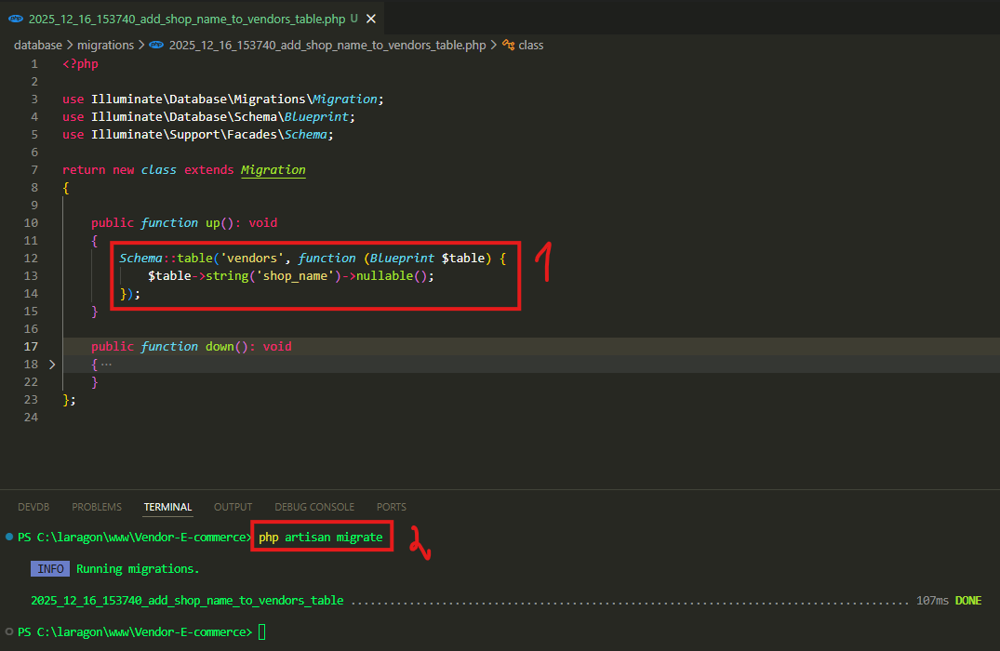 2025_12_16_153740_add_shop_name_to_vendors_table.php U
database > migrations > 2025_12_16_153740_add_shop_name_to_vendors_table.php > class
1 <?php
2
3 use Illuminate\Database\Migrations\Migration;
4 use Illuminate\Database\Schema\Blueprint;
5 use Illuminate\Support\Facades\Schema;
6
7 return new class extends Migration
8 {
9
10 public function up(): void
11 {
12 Schema::table('vendors', function (Blueprint $table) {
13 $table->string('shop_name')->nullable();
14 });
15 }
16
17 public function down(): void
18 > { ···
22 }
23 };
24
1
DEVDB PROBLEMS TERMINAL OUTPUT DEBUG CONSOLE PORTS
PS C:\laragon\www\Vendor-E-commerce> php artisan migrate
2
INFO Running migrations.
2025_12_16_153740_add_shop_name_to_vendors_table ....................................................................................... 107ms DONE
PS C:\laragon\www\Vendor-E-commerce>